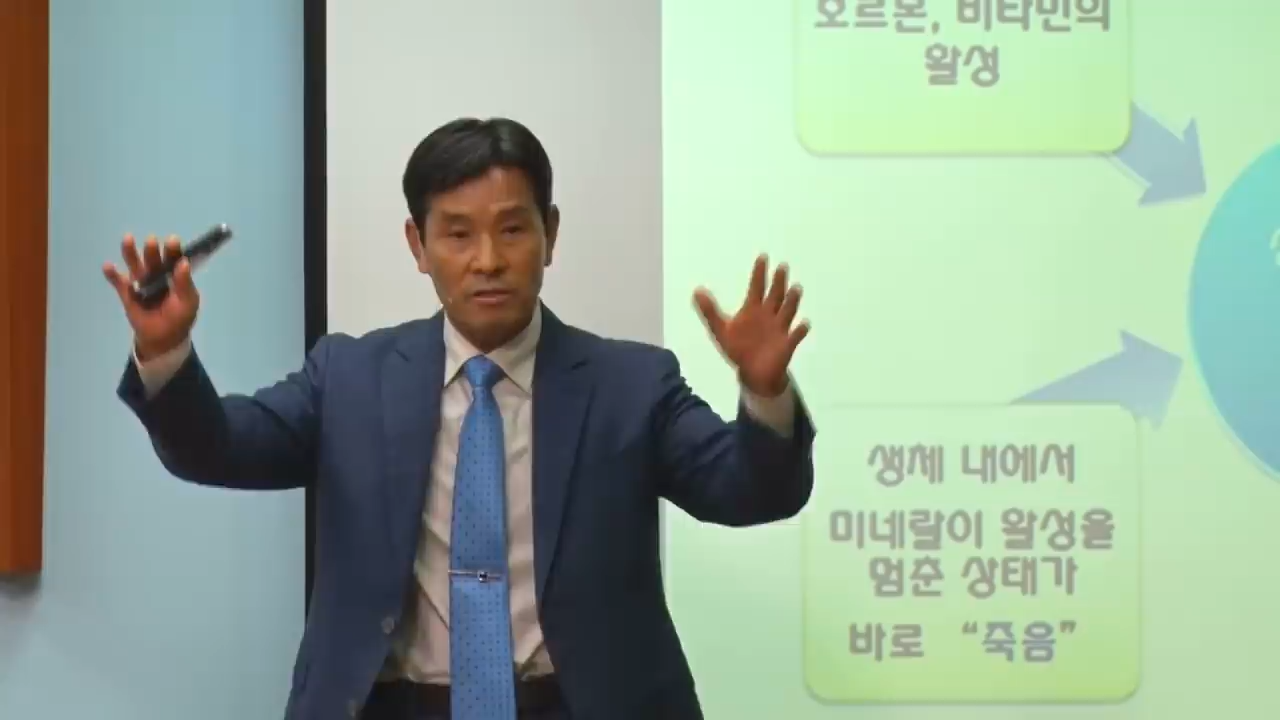 호르몬, 비타민의
활성
생체 내에서
미네랄이 활성을
멈춘 상태가
바로 “죽음”